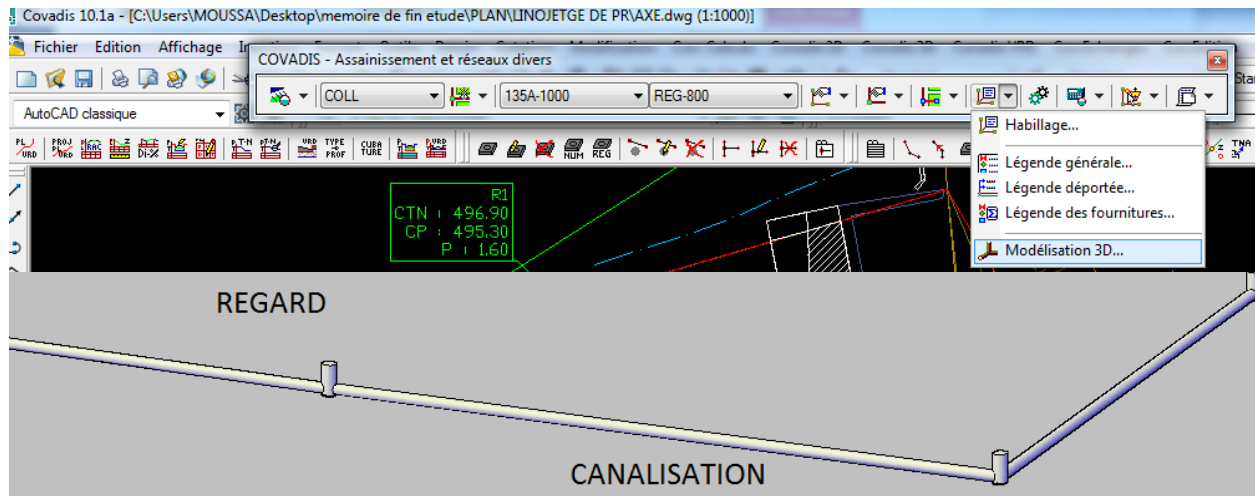 Covadis 10.1a - [C:\Users\MOUSSA\Desktop\memoire de fin etude\PLAN\LINOJETGE DE PR\AXE.dwg (1:1000)]
Fichier Edition Affichage
COVADIS - Assainissement et réseaux divers
COLL 135A-1000 REG-800
AutoCAD classique
Habillage...
Légende générale...
Légende déportée...
Légende des fournitures...
Modélisation 3D...
R1
CTN : 496.90
CP : 495.30
P : 1.60
REGARD
CANALISATION